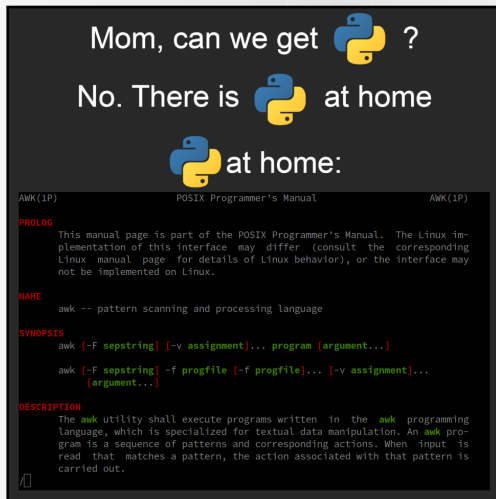 Mom, can we get ?
No. There is at home
at home:
AWK(1P) POSIX Programmer's Manual AWK(1P)
PROLOG
This manual page is part of the POSIX Programmer's Manual. The Linux im-
plementation of this interface may differ (consult the corresponding
Linux manual page for details of Linux behavior), or the interface may
not be implemented on Linux.
NAME
awk -- pattern scanning and processing language
SYNOPSIS
awk [-F sepstring] [-v assignment]... program [argument...]
awk [-F sepstring] -f progfile [-f progfile]... [-v assignment]...
[argument...]
DESCRIPTION
The awk utility shall execute programs written in the awk programming
language, which is specialized for textual data manipulation. An awk pro-
gram is a sequence of patterns and corresponding actions. When input is
read that matches a pattern, the action associated with that pattern is
carried out.
/